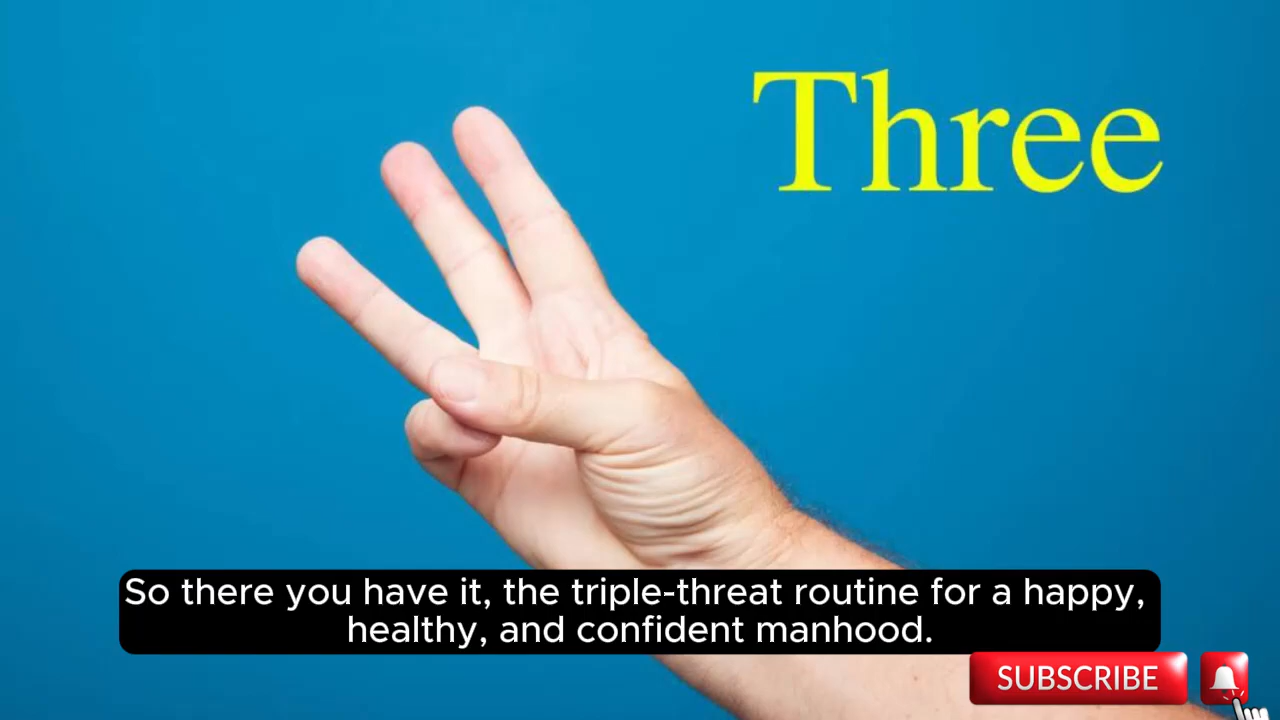 Three
So there you have it, the triple-threat routine for a happy,
healthy, and confident manhood.
SUBSCRIBE